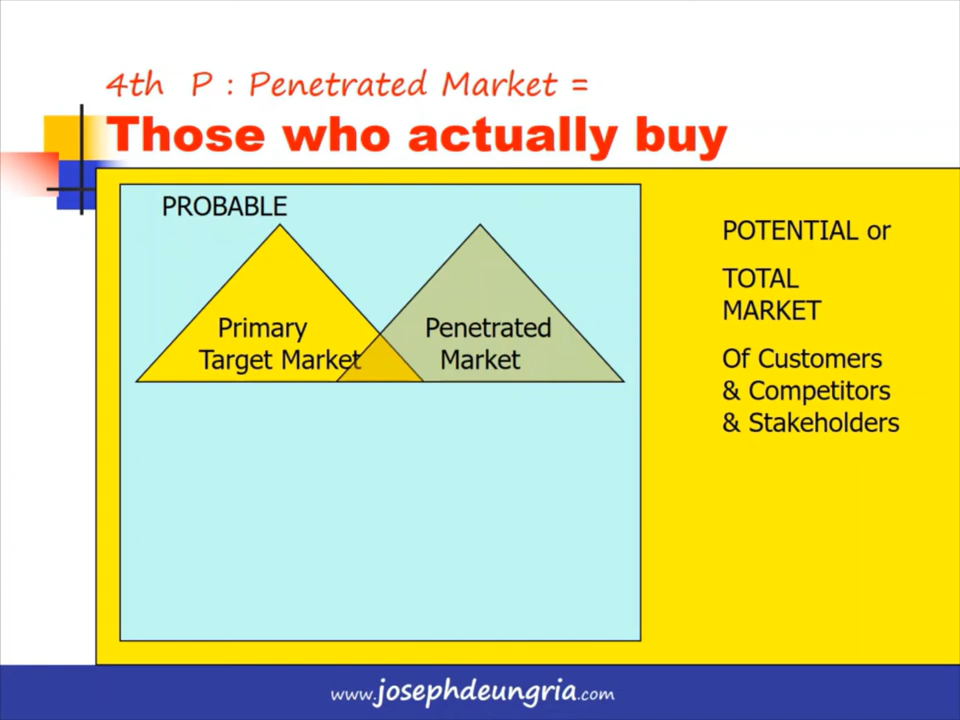 4th P : Penetrated Market =
Those who actually buy
PROBABLE
Primary
Target Market
Penetrated
Market
POTENTIAL or
TOTAL
MARKET
Of Customers
& Competitors
& Stakeholders
www.josephdeungria.com